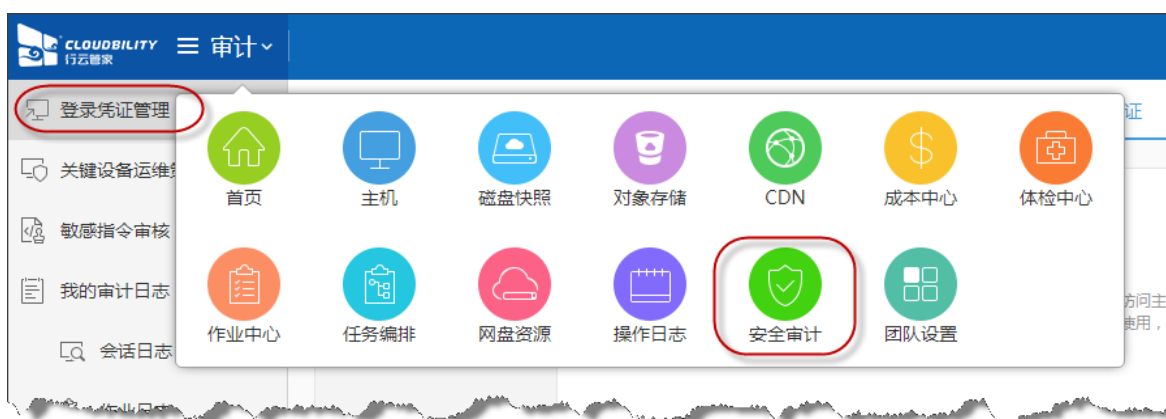 CLOUDBILITY
行云管家
审计
登录凭证管理
关键设备运维
敏感指令审核
我的审计日志
会话日志
首页
主机
磁盘快照
对象存储
CDN
成本中心
体检中心
作业中心
任务编排
网盘资源
操作日志
安全审计
团队设置
证
访问主
使用，